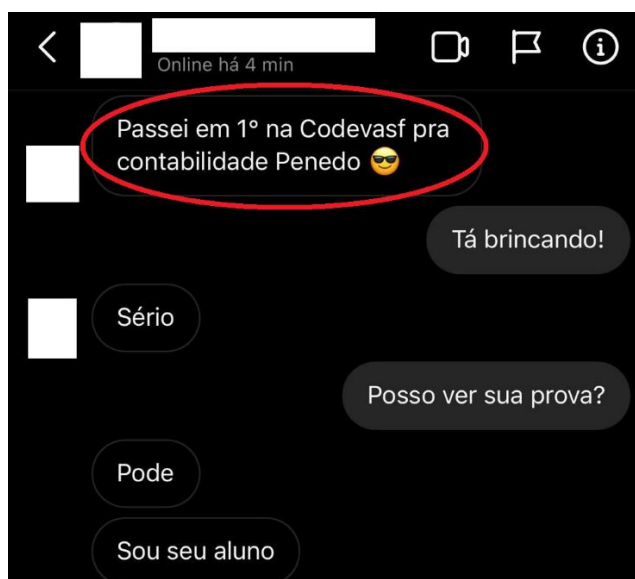 Online há 4 min
Passei em 1° na Codevasf pra
contabilidade Penedo 😎
Tá brincando!
Sério
Posso ver sua prova?
Pode
Sou seu aluno